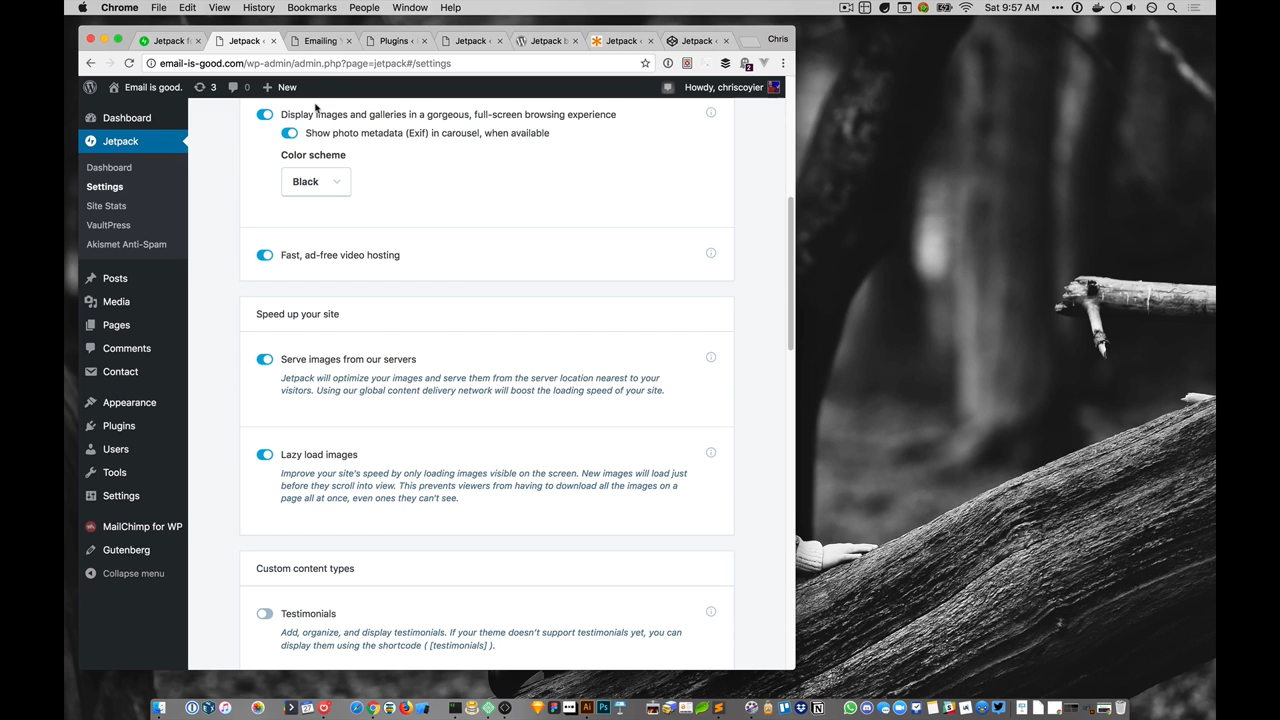 Chrome File Edit View History Bookmarks People Window Help
Sat 9:57 AM
Jetpack fo
Jetpack ‹
Emailing Y
Plugins ‹
Jetpack ‹
Jetpack b
Jetpack ‹
Jetpack ‹
Chris
email-is-good.com/wp-admin/admin.php?page=jetpack#/settings
Email is good. 3 0 + New
Howdy, chriscoyier
Dashboard
Jetpack
Dashboard
Settings
Site Stats
VaultPress
Akismet Anti-Spam
Posts
Media
Pages
Comments
Contact
Appearance
Plugins
Users
Tools
Settings
MailChimp for WP
Gutenberg
Collapse menu
Display images and galleries in a gorgeous, full-screen browsing experience
Show photo metadata (Exif) in carousel, when available
Color scheme
Black
Fast, ad-free video hosting
Speed up your site
Serve images from our servers
Jetpack will optimize your images and serve them from the server location nearest to your
visitors. Using our global content delivery network will boost the loading speed of your site.
Lazy load images
Improve your site's speed by only loading images visible on the screen. New images will load just
before they scroll into view. This prevents viewers from having to download all the images on a
page all at once, even ones they can't see.
Custom content types
Testimonials
Add, organize, and display testimonials. If your theme doesn't support testimonials yet, you can
display them using the shortcode ( [testimonials] ).